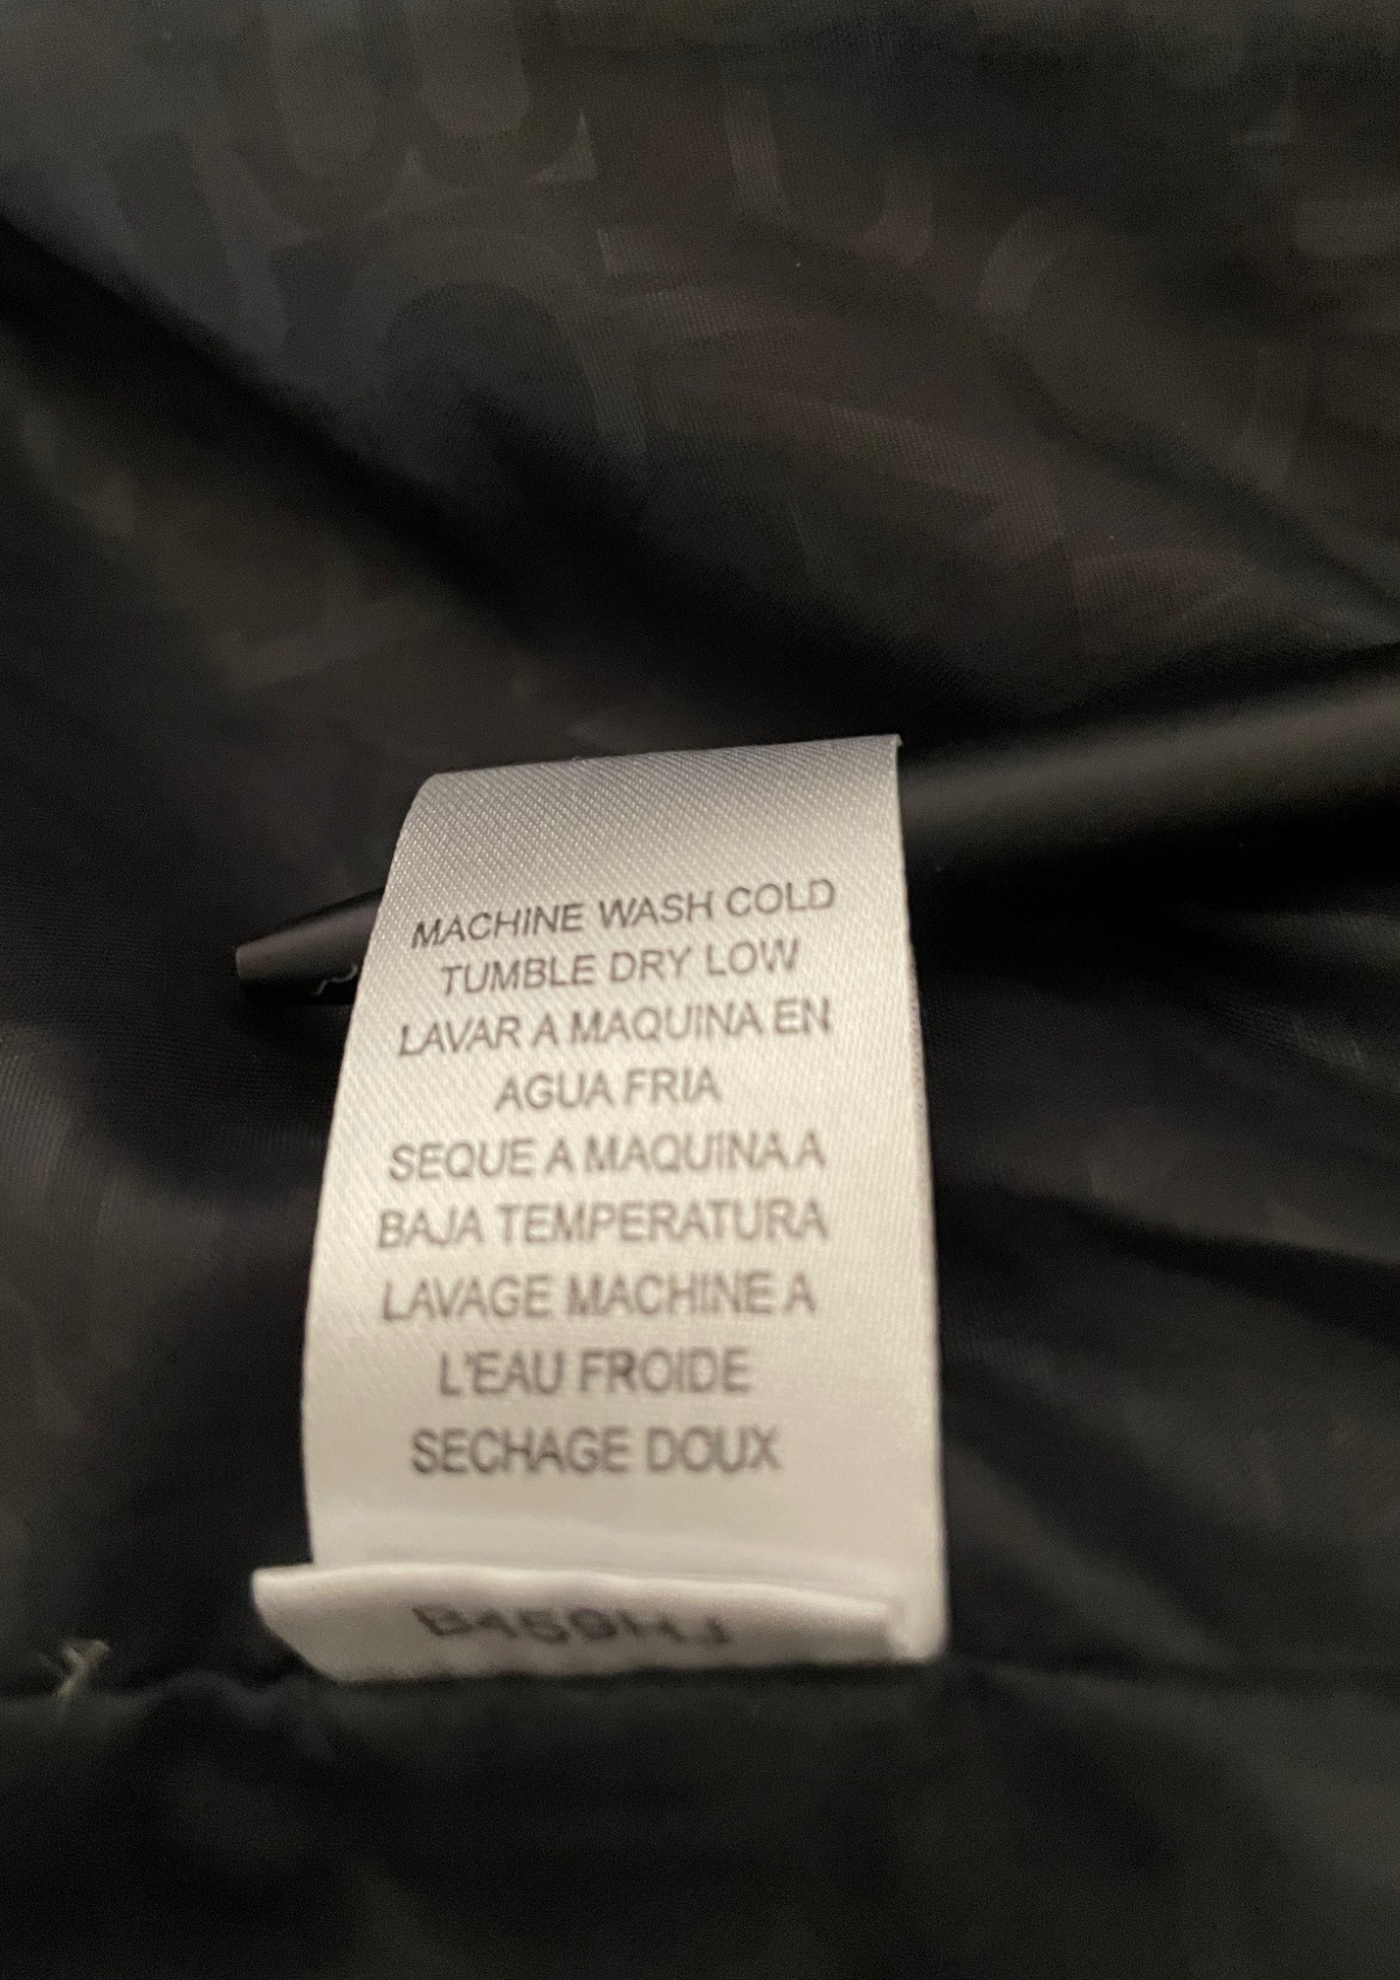 MACHINE WASH COLD
TUMBLE DRY LOW
LAVAR A MAQUINA EN
AGUA FRIA
SEQUE A MAQUINA A
BAJA TEMPERATURA
LAVAGE MACHINE A
L'EAU FROIDE
SECHAGE DOUX